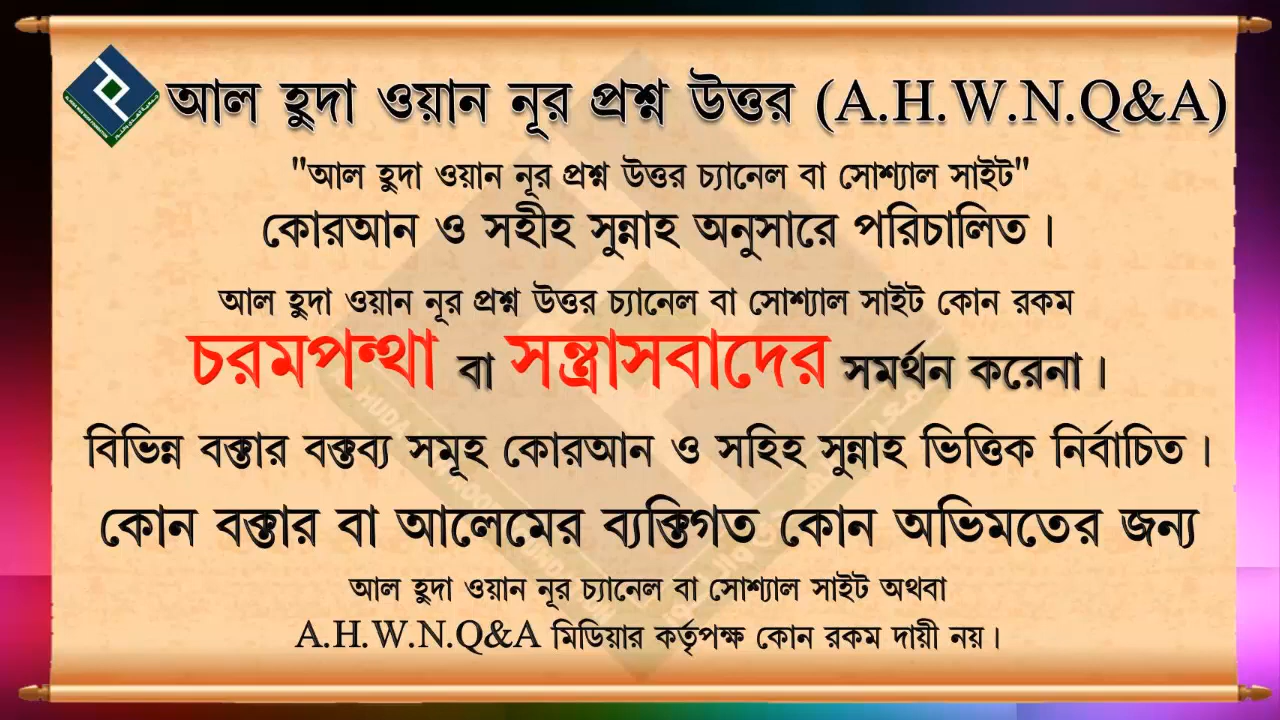 আল হুদা ওয়ান নূর প্রশ্ন উত্তর (A.H.W.N.Q&A)
"আল হুদা ওয়ান নূর প্রশ্ন উত্তর চ্যানেল বা সোশ্যাল সাইট"
কোরআন ও সহীহ সুন্নাহ অনুসারে পরিচালিত।
আল হুদা ওয়ান নূর প্রশ্ন উত্তর চ্যানেল বা সোশ্যাল সাইট কোন রকম
চরমপন্থা বা সন্ত্রাসবাদের সমর্থন করেনা।
বিভিন্ন বক্তার বক্তব্য সমূহ কোরআন ও সহিহ সুন্নাহ ভিত্তিক নির্বাচিত।
কোন বক্তার বা আলেমের ব্যক্তিগত কোন অভিমতের জন্য
আল হুদা ওয়ান নূর চ্যানেল বা সোশ্যাল সাইট অথবা
A.H.W.N.Q&A মিডিয়ার কর্তৃপক্ষ কোন রকম দায়ী নয়।